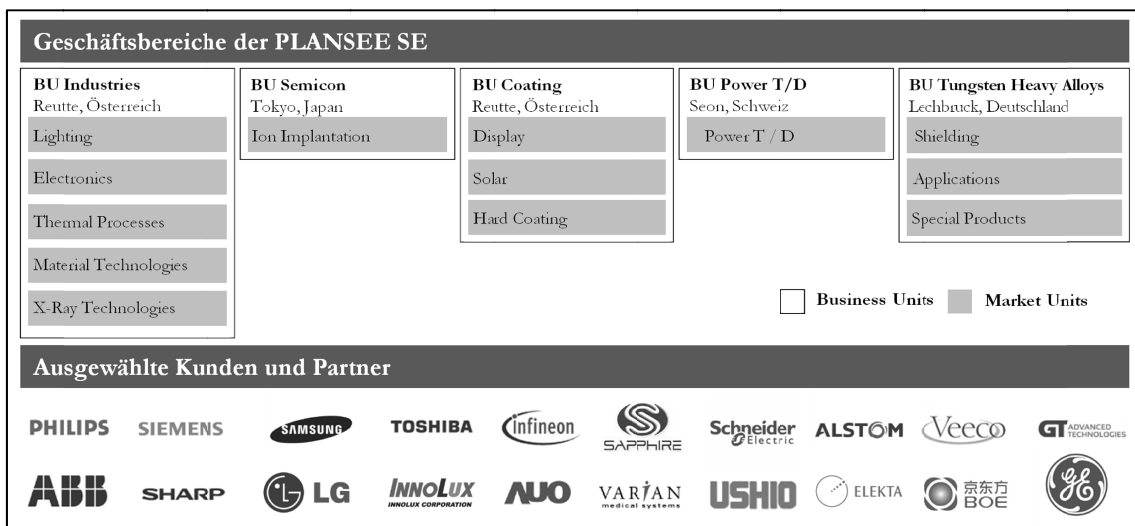 Geschäftsbereiche der PLANSEE SE
BU Industries
Reutte, Österreich
Lighting
Electronics
Thermal Processes
Material Technologies
X-Ray Technologies
BU Semicon
Tokyo, Japan
Ion Implantation
BU Coating
Reutte, Österreich
Display
Solar
Hard Coating
BU Power T/D
Seon, Schweiz
Power T / D
BU Tungsten Heavy Alloys
Lechbruck, Deutschland
Shielding
Applications
Special Products
Business Units
Market Units
Ausgewählte Kunden und Partner
PHILIPS
SIEMENS
SAMSUNG
TOSHIBA
infineon
SAPPHIRE
Schneider
Electric
ALSTOM
Veeco
GT ADVANCED
TECHNOLOGIES
ABB
SHARP
LG
INNOLUX
INNOLUX CORPORATION
AUO
VARIAN
medical systems
USHIO
ELEKTA
京东方
BOE
GE